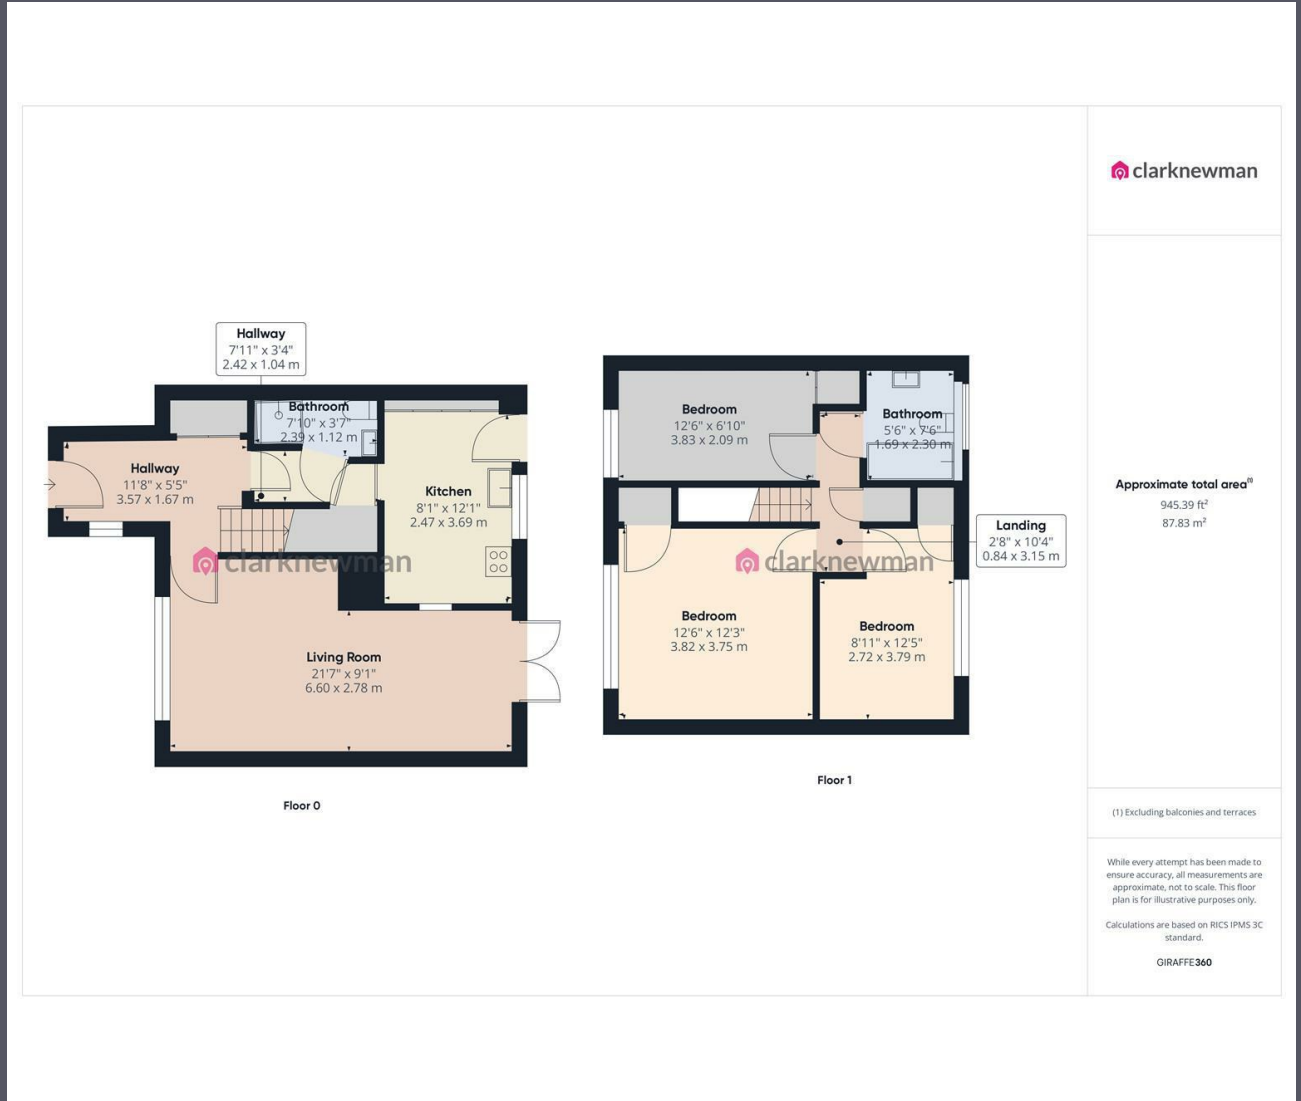 clarknewman
Hallway
7'11" x 3'4"
2.42 x 1.04 m
Bathroom
7'10" x 3'7"
2.39 x 1.12 m
Hallway
11'8" x 5'5"
3.57 x 1.67 m
Kitchen
8'1" x 12'1"
2.47 x 3.69 m
clarknewman
Living Room
21'7" x 9'1"
6.60 x 2.78 m
Floor 0
Bedroom
12'6" x 6'10"
3.83 x 2.09 m
Bathroom
5'6" x 7'6"
1.69 x 2.30 m
Landing
2'8" x 10'4"
0.84 x 3.15 m
clarknewman
Bedroom
12'6" x 12'3"
3.82 x 3.75 m
Bedroom
8'11" x 12'5"
2.72 x 3.79 m
Floor 1
Approximate total area⁽¹⁾
945.39 ft²
87.83 m²
(1) Excluding balconies and terraces
While every attempt has been made to
ensure accuracy, all measurements are
approximate, not to scale. This floor
plan is for illustrative purposes only.
Calculations are based on RICS IPMS 3C
standard.
GIRAFFE360